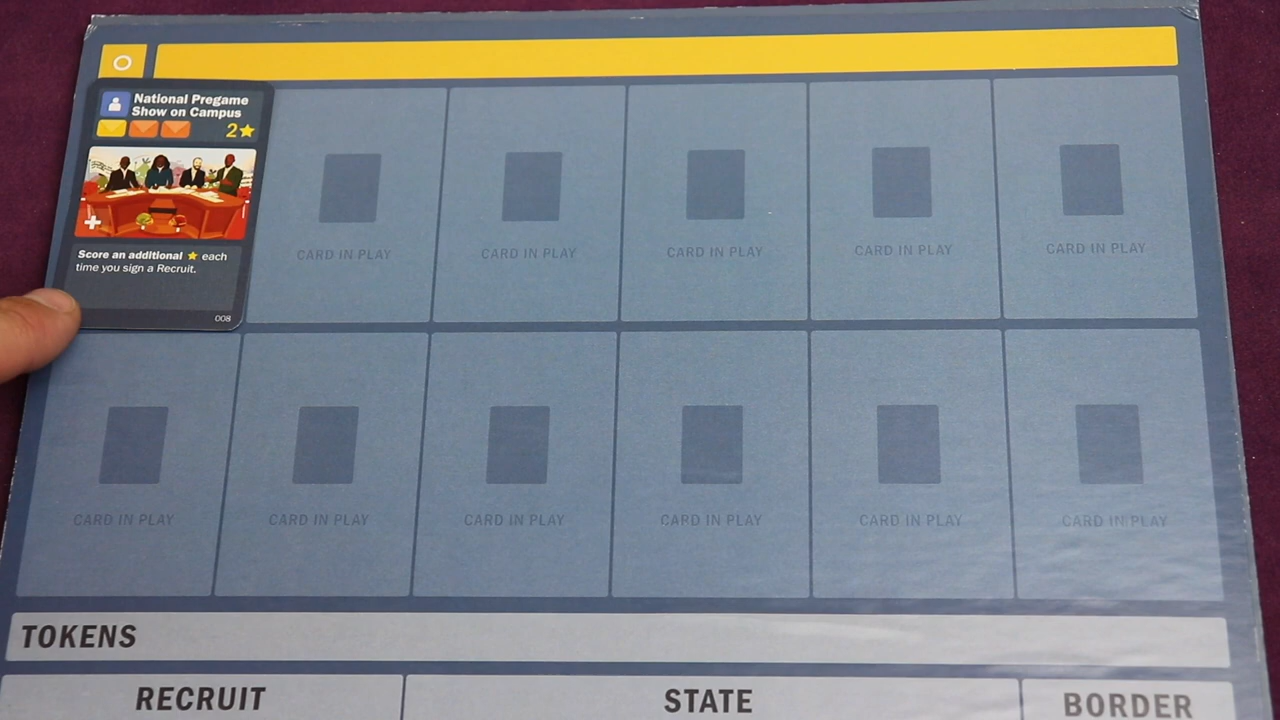 O
National Pregame
Show on Campus
2
Score an additional ★ each
time you sign a Recruit.
008
CARD IN PLAY
CARD IN PLAY
CARD IN PLAY
CARD IN PLAY
CARD IN PLAY
CARD IN PLAY
CARD IN PLAY
CARD IN PLAY
CARD IN PLAY
CARD IN PLAY
CARD IN PLAY
TOKENS
RECRUIT
STATE
BORDER